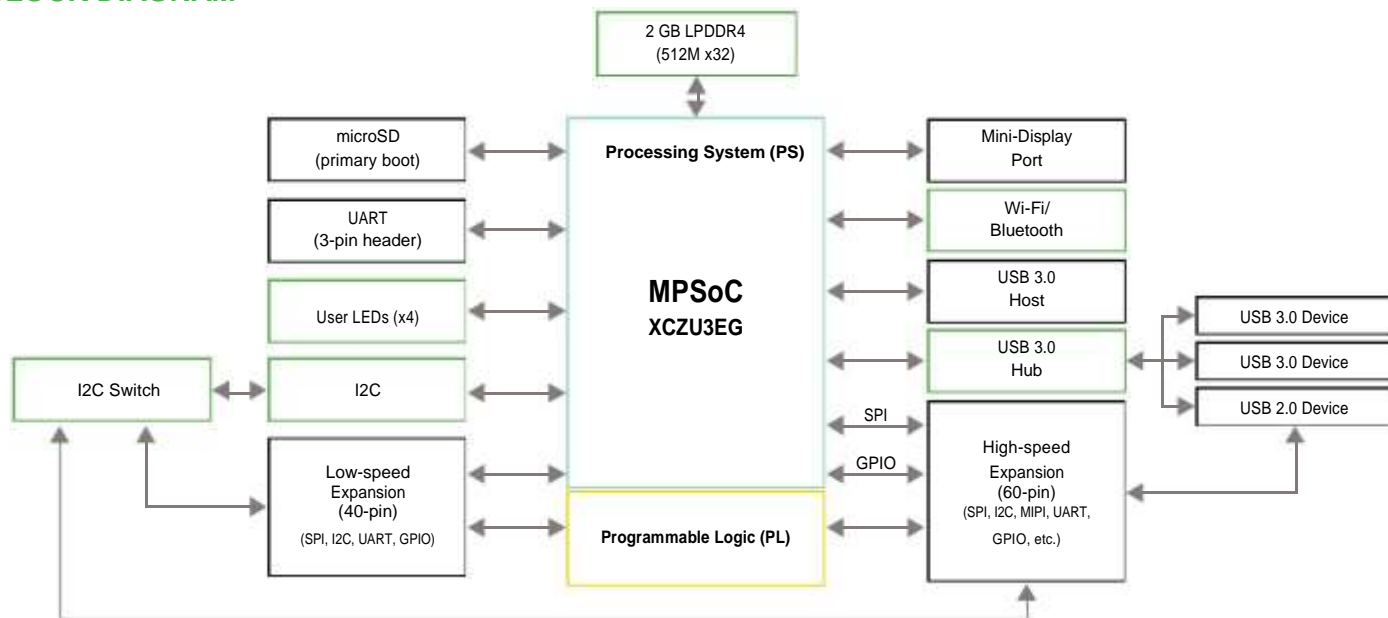 2 GB LPDDR4
(512M x32)
microSD
(primary boot)
UART
(3-pin header)
User LEDs (x4)
I2C Switch
I2C
Low-speed
Expansion
(40-pin)
(SPI, I2C, UART, GPIO)
Processing System (PS)
MPSoC
XCZU3EG
Programmable Logic (PL)
Mini-Display
Port
Wi-Fi/
Bluetooth
USB 3.0
Host
USB 3.0
Hub
SPI
GPIO
High-speed
Expansion
(60-pin)
(SPI, I2C, MIPI, UART,
GPIO, etc.)
USB 3.0 Device
USB 3.0 Device
USB 2.0 Device